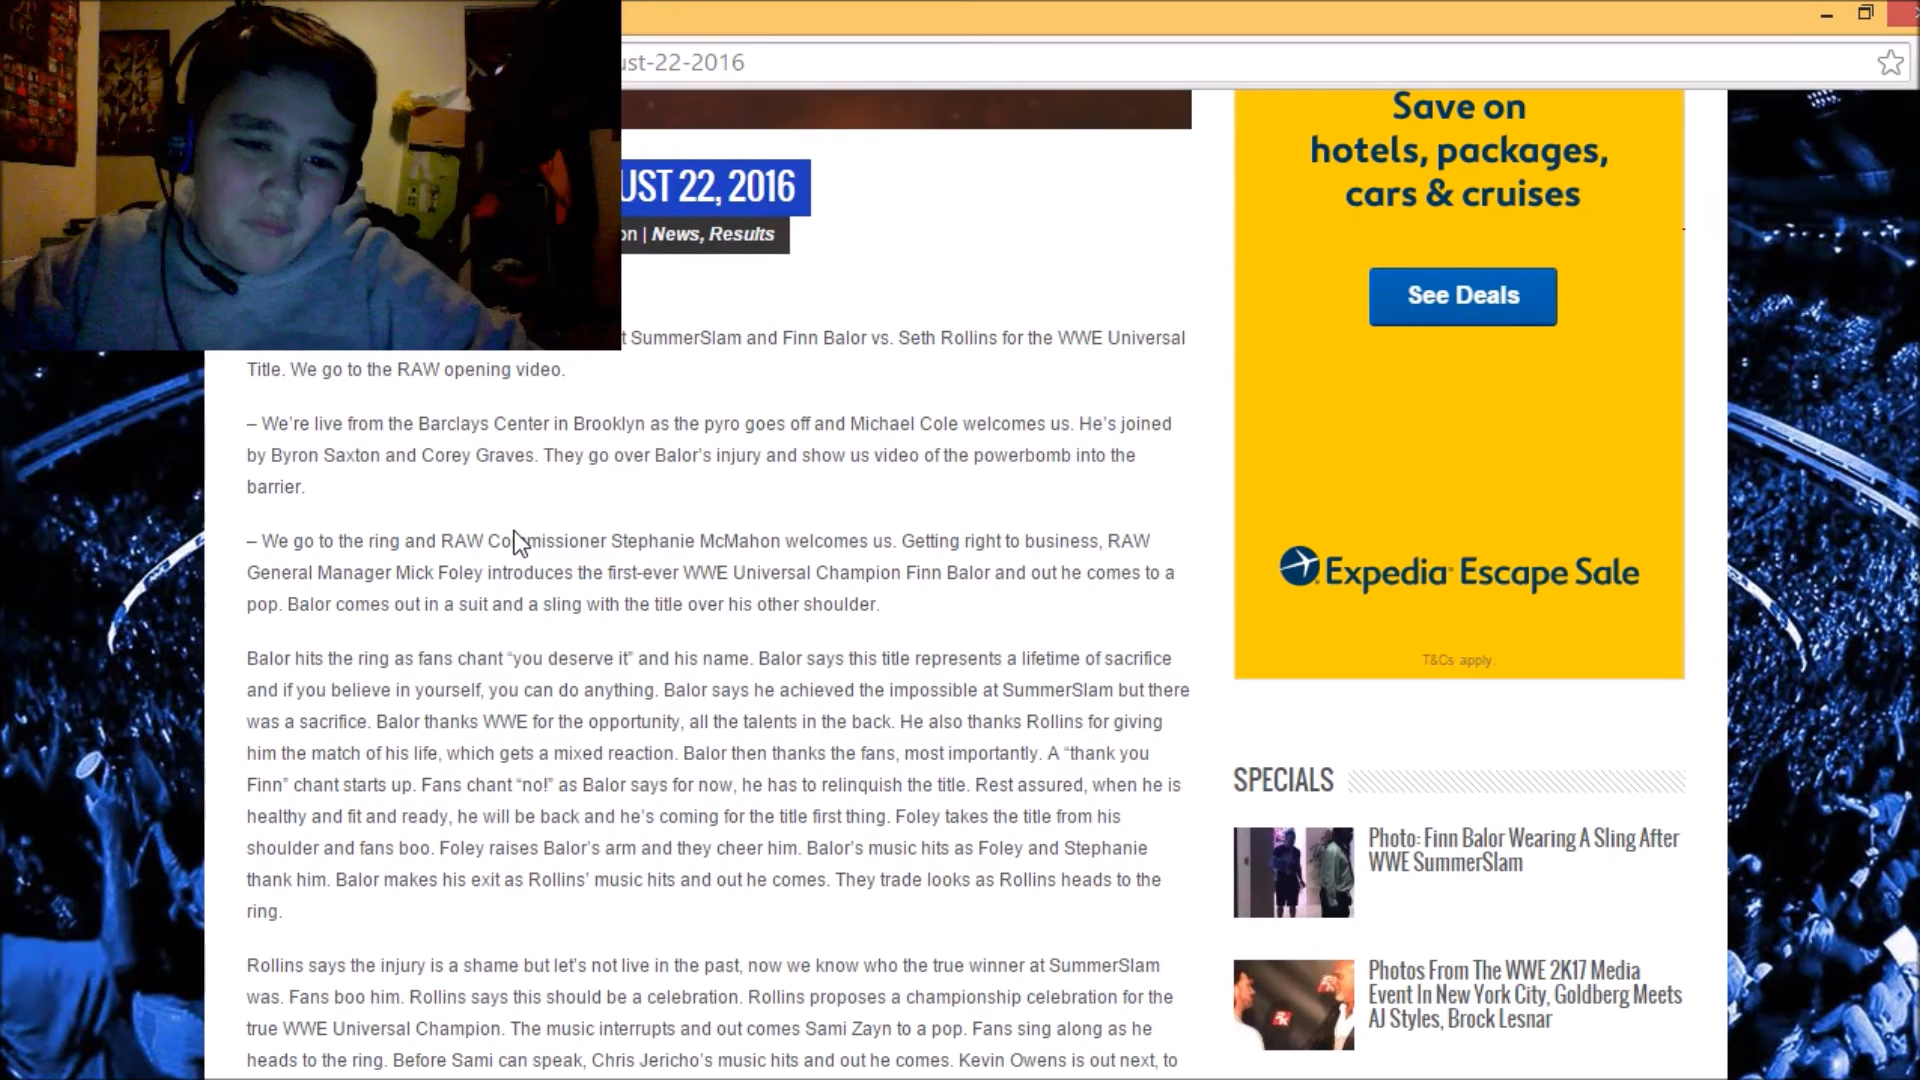 ust-22-2016
UST 22, 2016
on | News, Results
t SummerSlam and Finn Balor vs. Seth Rollins for the WWE Universal
Title. We go to the RAW opening video.
– We’re live from the Barclays Center in Brooklyn as the pyro goes off and Michael Cole welcomes us. He’s joined
by Byron Saxton and Corey Graves. They go over Balor’s injury and show us video of the powerbomb into the
barrier.
– We go to the ring and RAW Commissioner Stephanie McMahon welcomes us. Getting right to business, RAW
General Manager Mick Foley introduces the first-ever WWE Universal Champion Finn Balor and out he comes to a
pop. Balor comes out in a suit and a sling with the title over his other shoulder.
Balor hits the ring as fans chant “you deserve it” and his name. Balor says this title represents a lifetime of sacrifice
and if you believe in yourself, you can do anything. Balor says he achieved the impossible at SummerSlam but there
was a sacrifice. Balor thanks WWE for the opportunity, all the talents in the back. He also thanks Rollins for giving
him the match of his life, which gets a mixed reaction. Balor then thanks the fans, most importantly. A “thank you
Finn” chant starts up. Fans chant “no!” as Balor says for now, he has to relinquish the title. Rest assured, when he is
healthy and fit and ready, he will be back and he’s coming for the title first thing. Foley takes the title from his
shoulder and fans boo. Foley raises Balor’s arm and they cheer him. Balor’s music hits as Foley and Stephanie
thank him. Balor makes his exit as Rollins’ music hits and out he comes. They trade looks as Rollins heads to the
ring.
Rollins says the injury is a shame but let’s not live in the past, now we know who the true winner at SummerSlam
was. Fans boo him. Rollins says this should be a celebration. Rollins proposes a championship celebration for the
true WWE Universal Champion. The music interrupts and out comes Sami Zayn to a pop. Fans sing along as he
heads to the ring. Before Sami can speak, Chris Jericho’s music hits and out he comes. Kevin Owens is out next, to
Save on
hotels, packages,
cars & cruises
See Deals
Expedia Escape Sale
T&Cs apply.
SPECIALS
Photo: Finn Balor Wearing A Sling After
WWE SummerSlam
Photos From The WWE 2K17 Media
Event In New York City, Goldberg Meets
AJ Styles, Brock Lesnar